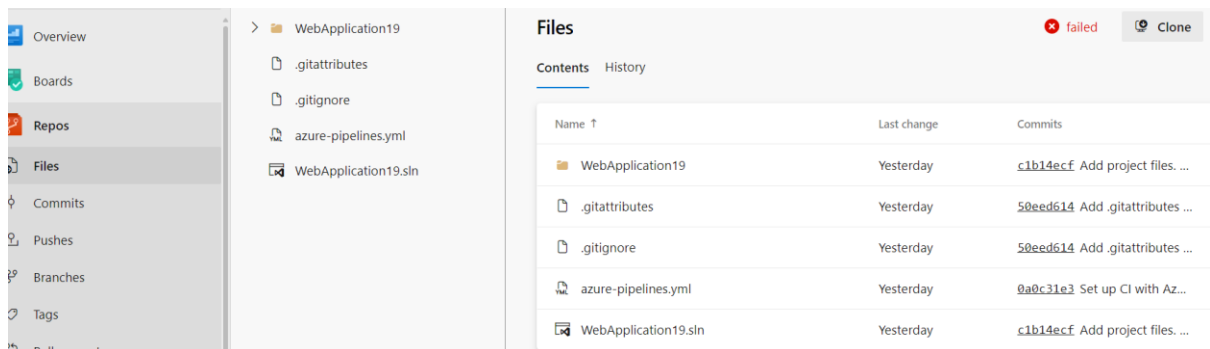 Overview
Boards
Repos
Files
Commits
Pushes
Branches
Tags
WebApplication19
.gitattributes
.gitignore
azure-pipelines.yml
WebApplication19.sln
Files
failed
Clone
Contents History
Name ↑ Last change Commits
WebApplication19 Yesterday c1b14ecf Add project files. ...
.gitattributes Yesterday 50eed614 Add .gitattributes ...
.gitignore Yesterday 50eed614 Add .gitattributes ...
azure-pipelines.yml Yesterday 0a0c31e3 Set up CI with Az...
WebApplication19.sln Yesterday c1b14ecf Add project files. ...